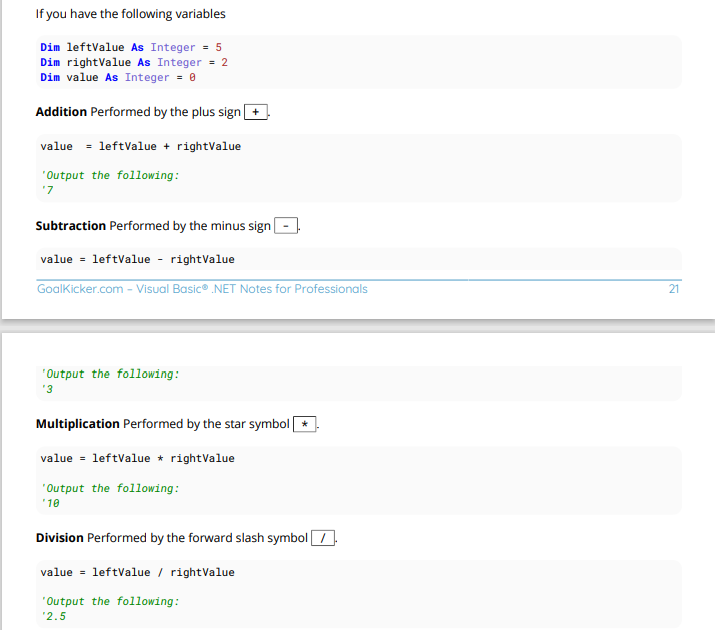 If you have the following variables
Dim leftValue As Integer = 5
Dim rightValue As Integer = 2
Dim value As Integer = 0
Addition Performed by the plus sign + .
value  = leftValue + rightValue
'Output the following:
'7
Subtraction Performed by the minus sign - .
value = leftValue - rightValue
GoalKicker.com – Visual Basic® .NET Notes for Professionals 21
'Output the following:
'3
Multiplication Performed by the star symbol * .
value = leftValue * rightValue
'Output the following:
'10
Division Performed by the forward slash symbol / .
value = leftValue / rightValue
'Output the following:
'2.5